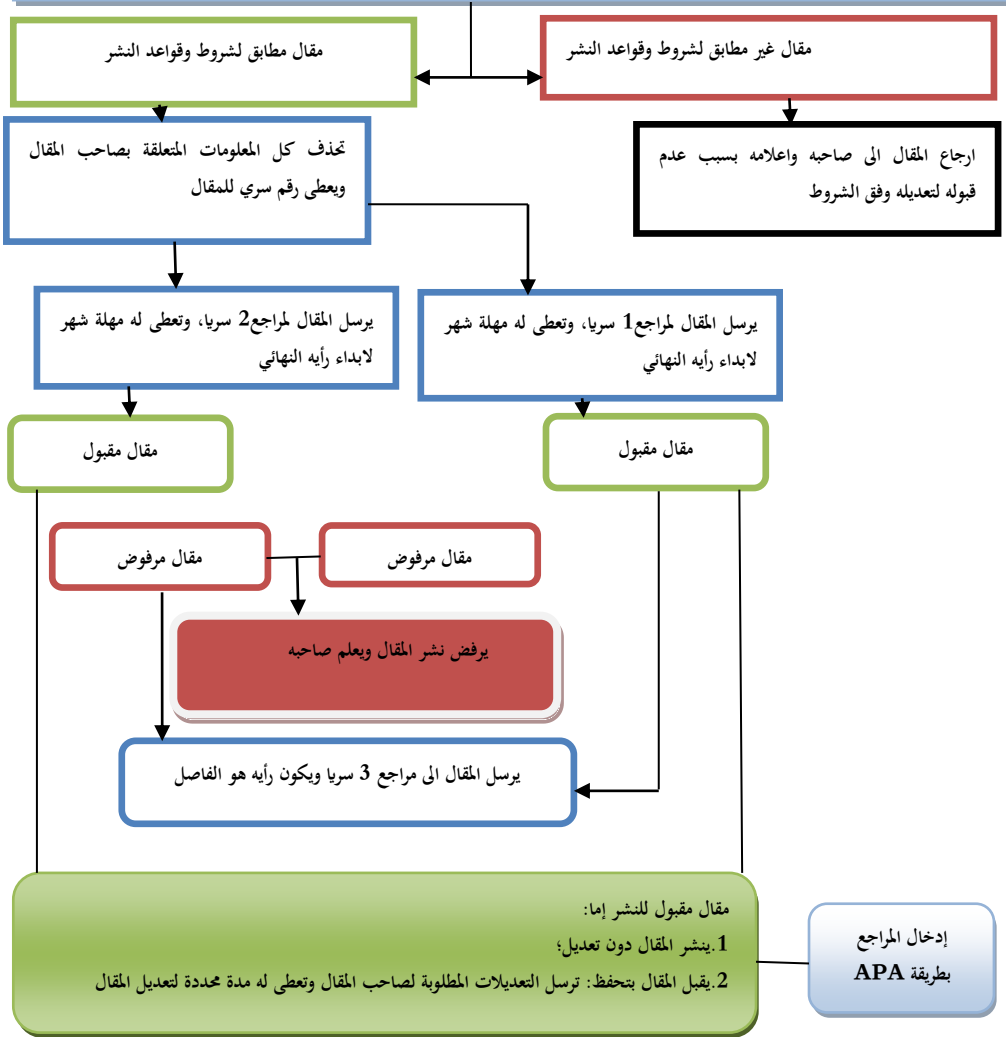 مقال غير مطابق لشروط وقواعد النشر
مقال مطابق لشروط وقواعد النشر
ارجاع المقال الى صاحبه واعلامه بسبب عدم
قبوله لتعديله وفق الشروط
تحذف كل المعلومات المتعلقة بصاحب المقال
ويعطى رقم سري للمقال
يرسل المقال لمراجع1 سريا، وتعطى له مهلة شهر
لابداء رأيه النهائي
يرسل المقال لمراجع2 سريا، وتعطى له مهلة شهر
لابداء رأيه النهائي
مقال مقبول
مقال مقبول
مقال مرفوض
مقال مرفوض
يرفض نشر المقال ويعلم صاحبه
يرسل المقال الى مراجع 3 سريا ويكون رأيه هو الفاصل
مقال مقبول للنشر إما:
1.ينشر المقال دون تعديل؛
2.يقبل المقال بتحفظ: ترسل التعديلات المطلوبة لصاحب المقال وتعطى له مدة محددة لتعديل المقال
إدخال المراجع
بطريقة APA